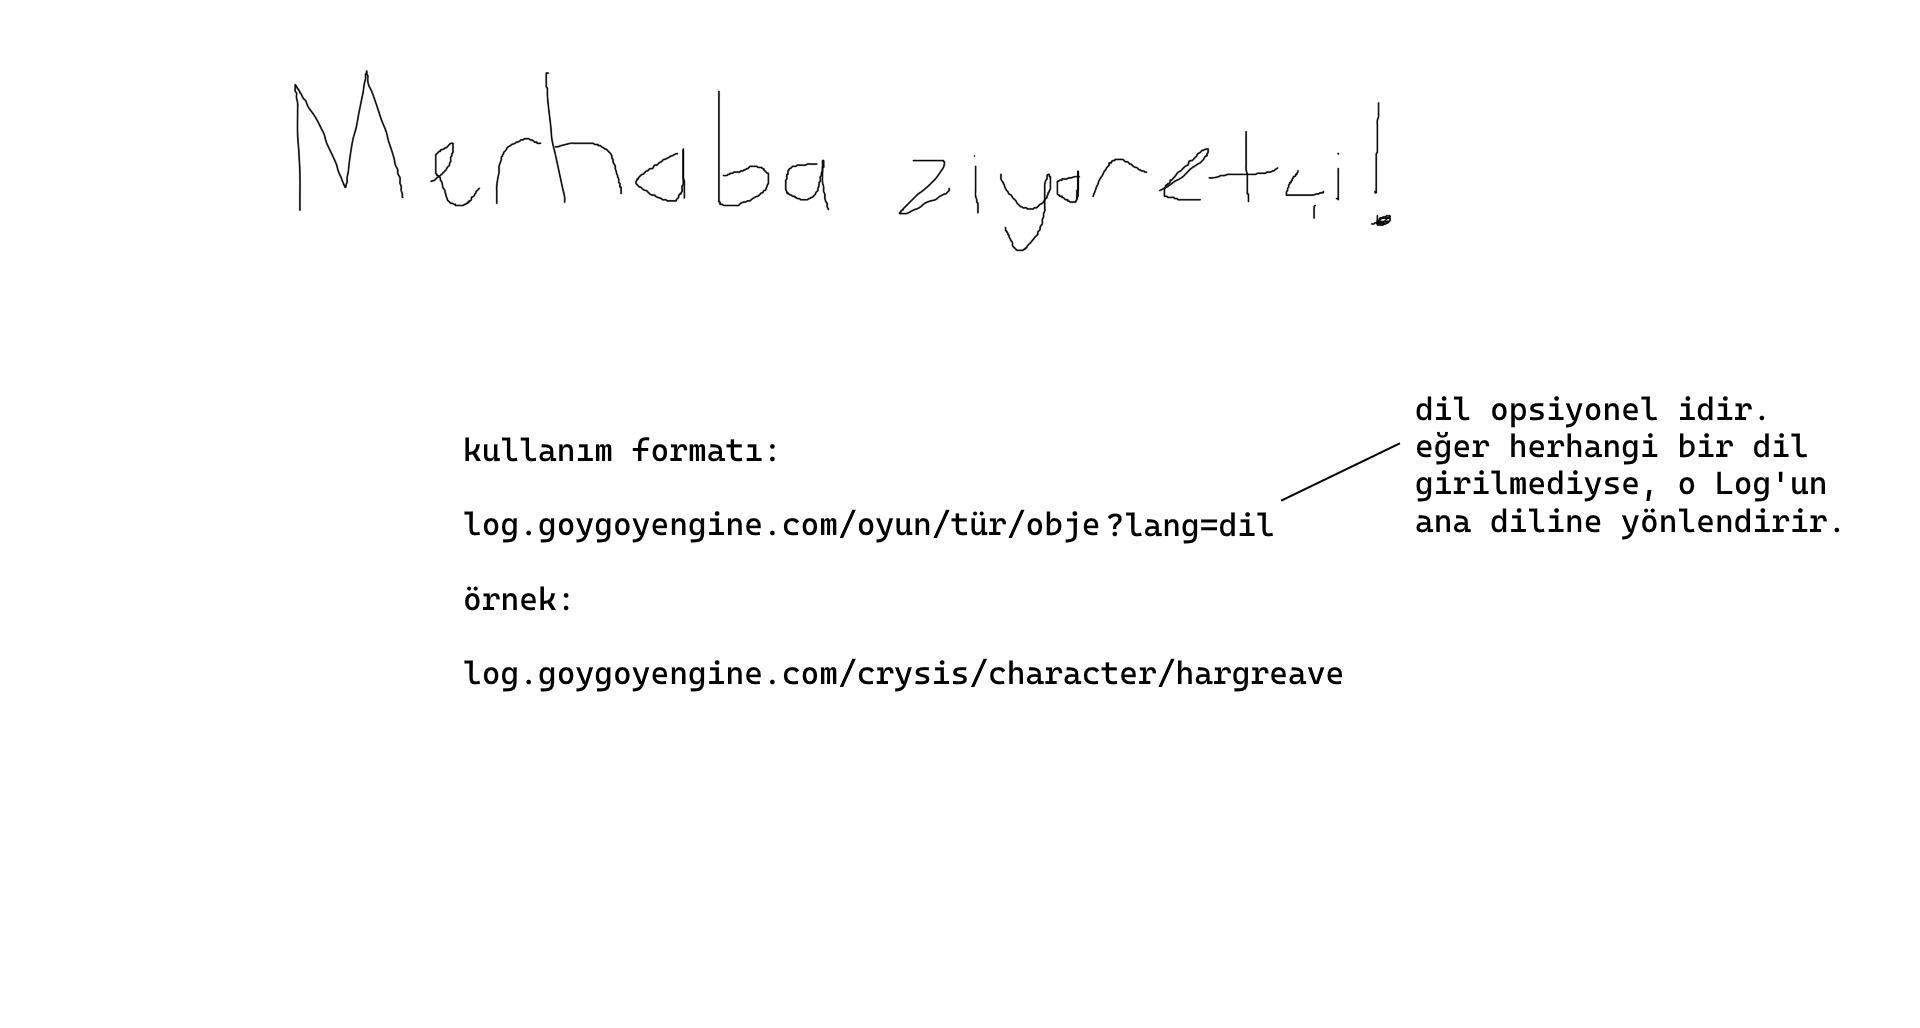 Merhaba ziyaretçi!
kullanım formatı:
log.goygoyengine.com/oyun/tür/obje?lang=dil
dil opsiyonel idir.
eğer herhangi bir dil
girilmediyse, o Log'un
ana diline yönlendirir.
örnek:
log.goygoyengine.com/crysis/character/hargreave